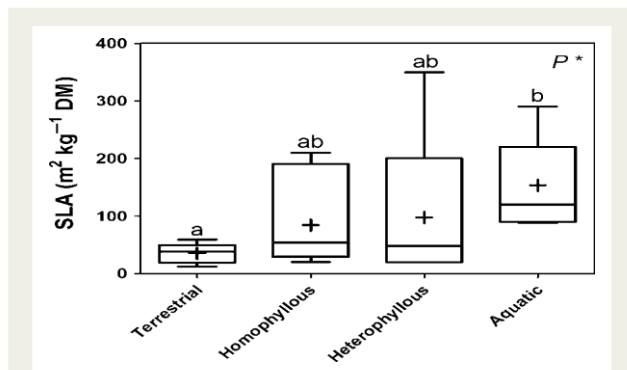 SLA (m² kg⁻¹ DM)
400
300
200
100
0
P *
a
ab
ab
b
Terrestrial
Homophyllous
Heterophyllous
Aquatic